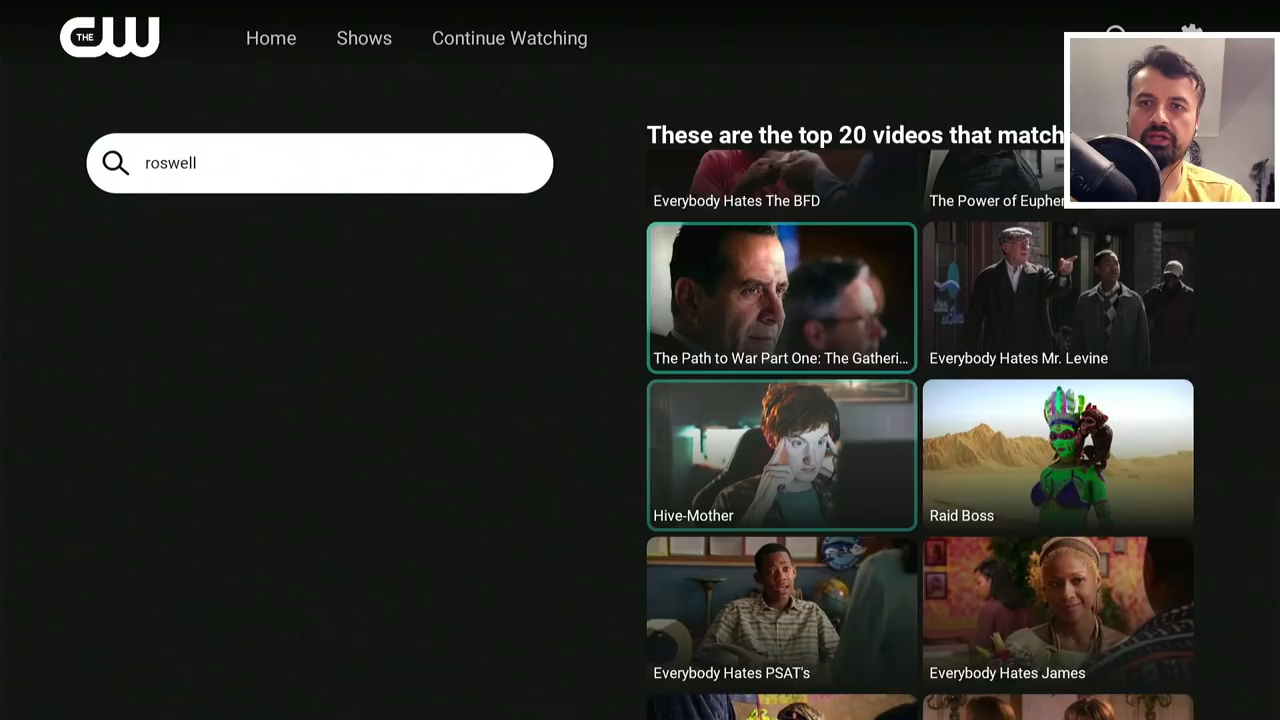 THE CW
Home
Shows
Continue Watching
roswell
These are the top 20 videos that match
Everybody Hates The BFD
The Power of Euphe
The Path to War Part One: The Gatheri...
Everybody Hates Mr. Levine
Hive-Mother
Raid Boss
Everybody Hates PSAT's
Everybody Hates James